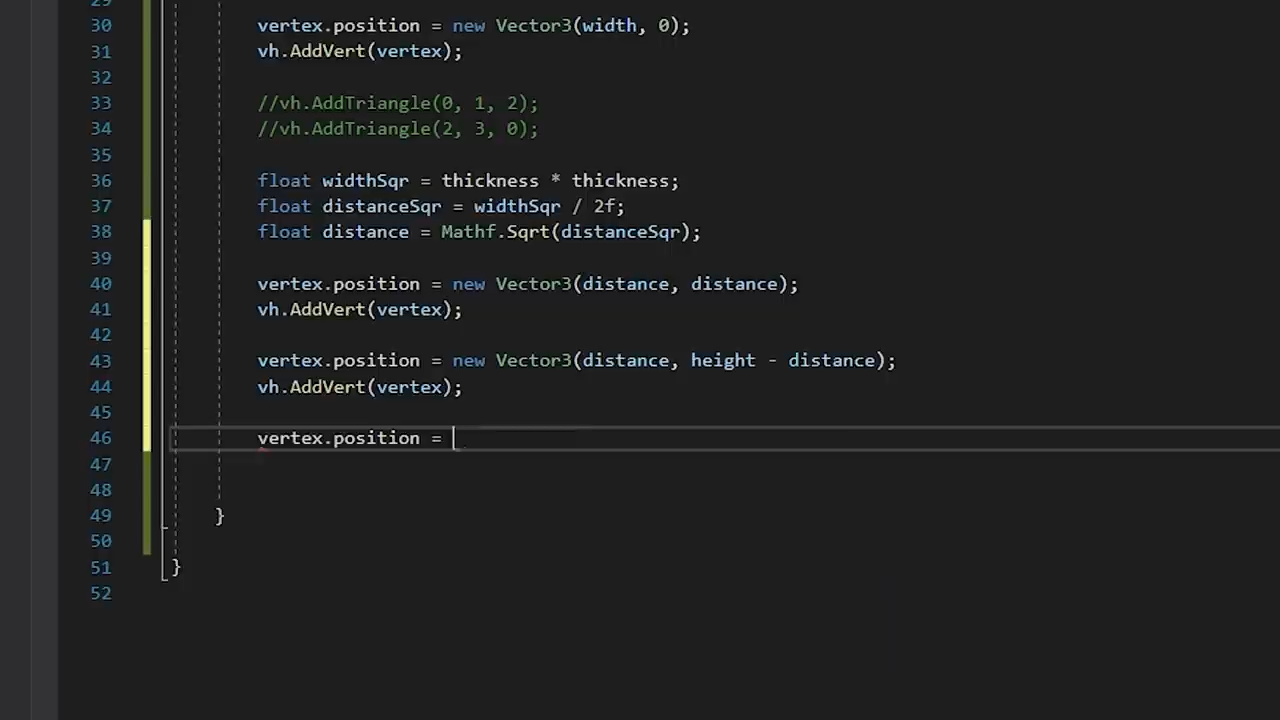 29
30 vertex.position = new Vector3(width, 0);
31 vh.AddVert(vertex);
32
33 //vh.AddTriangle(0, 1, 2);
34 //vh.AddTriangle(2, 3, 0);
35
36 float widthSqr = thickness * thickness;
37 float distanceSqr = widthSqr / 2f;
38 float distance = Mathf.Sqrt(distanceSqr);
39
40 vertex.position = new Vector3(distance, distance);
41 vh.AddVert(vertex);
42
43 vertex.position = new Vector3(distance, height - distance);
44 vh.AddVert(vertex);
45
46 vertex.position =
47
48
49 }
50
51 }
52